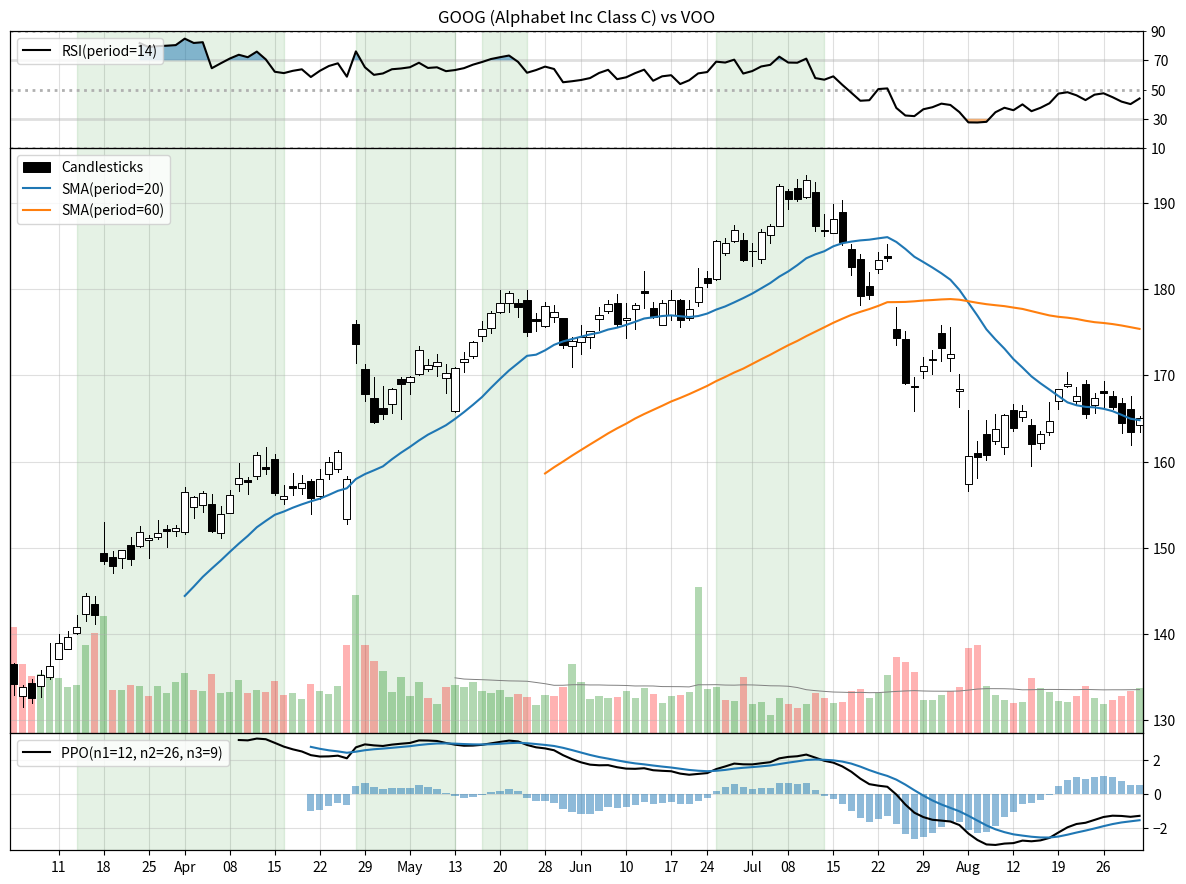 GOOG (Alphabet Inc Class C) vs VOO
RSI(period=14)
90
70
50
30
10
Candlesticks
SMA(period=20)
SMA(period=60)
190
180
170
160
150
140
130
PPO(n1=12, n2=26, n3=9)
2
0
−2
11 18 25 Apr 08 15 22 29 May 13 20 28 Jun 10 17 24 Jul 08 15 22 29 Aug 12 19 26